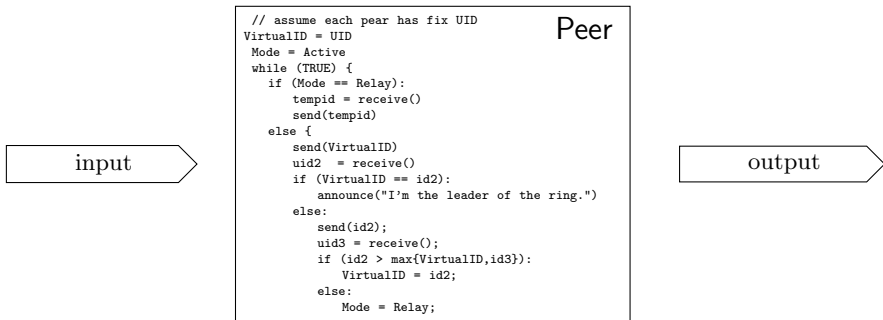 // assume each pear has fix UID
Peer
VirtualID = UID
Mode = Active
while (TRUE) {
if (Mode == Relay):
tempid = receive()
send(tempid)
else {
send(VirtualID)
uid2 = receive()
if (VirtualID == id2):
announce("I'm the leader of the ring.")
else:
send(id2);
uid3 = receive();
if (id2 > max{VirtualID,id3}):
VirtualID = id2;
else:
Mode = Relay;
input
output